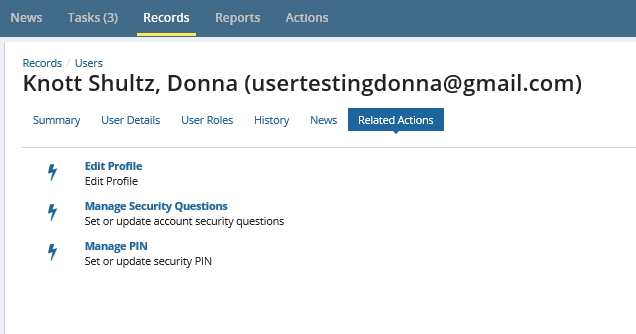 News Tasks (3) Records Reports Actions
Records / Users
Knott Shultz, Donna (usertestingdonna@gmail.com)
Summary User Details User Roles History News Related Actions
Edit Profile
Edit Profile
Manage Security Questions
Set or update account security questions
Manage PIN
Set or update security PIN